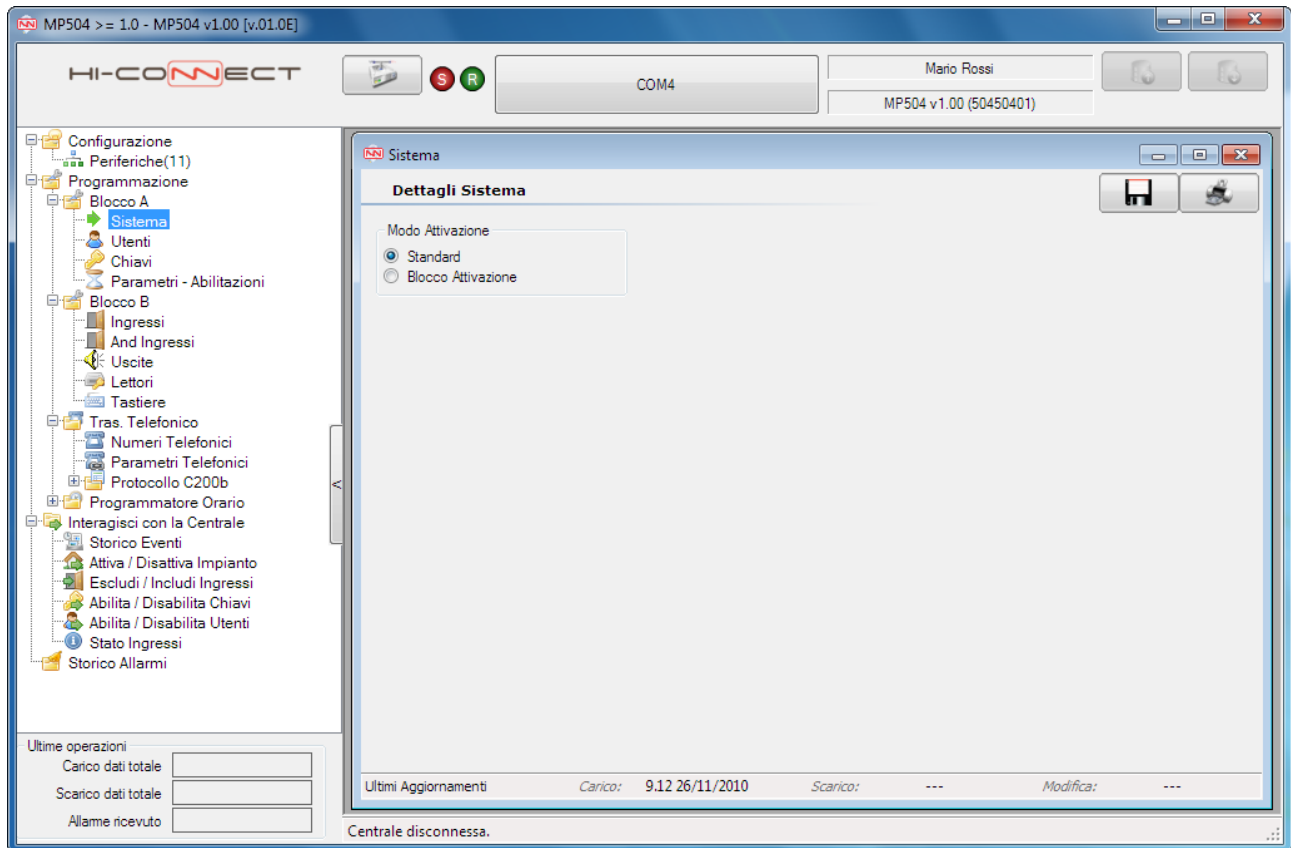 MP504 >= 1.0 - MP504 v1.00 [v.01.0E]
HI-CONNECT
S R
COM4
Mario Rossi
MP504 v1.00 (50450401)
Configurazione
Periferiche(11)
Programmazione
Blocco A
Sistema
Utenti
Chiavi
Parametri - Abilitazioni
Blocco B
Ingressi
And Ingressi
Uscite
Lettori
Tastiere
Tras. Telefonico
Numeri Telefonici
Parametri Telefonici
Protocollo C200b
Programmatore Orario
Interagisci con la Centrale
Storico Eventi
Attiva / Disattiva Impianto
Escludi / Includi Ingressi
Abilita / Disabilita Chiavi
Abilita / Disabilita Utenti
Stato Ingressi
Storico Allarmi
<
Ultime operazioni
Carico dati totale
Scarico dati totale
Allarme ricevuto
Sistema
Dettagli Sistema
Modo Attivazione
Standard
Blocco Attivazione
Ultimi Aggiornamenti Carico: 9.12 26/11/2010 Scarico: --- Modifica: ---
Centrale disconnessa.